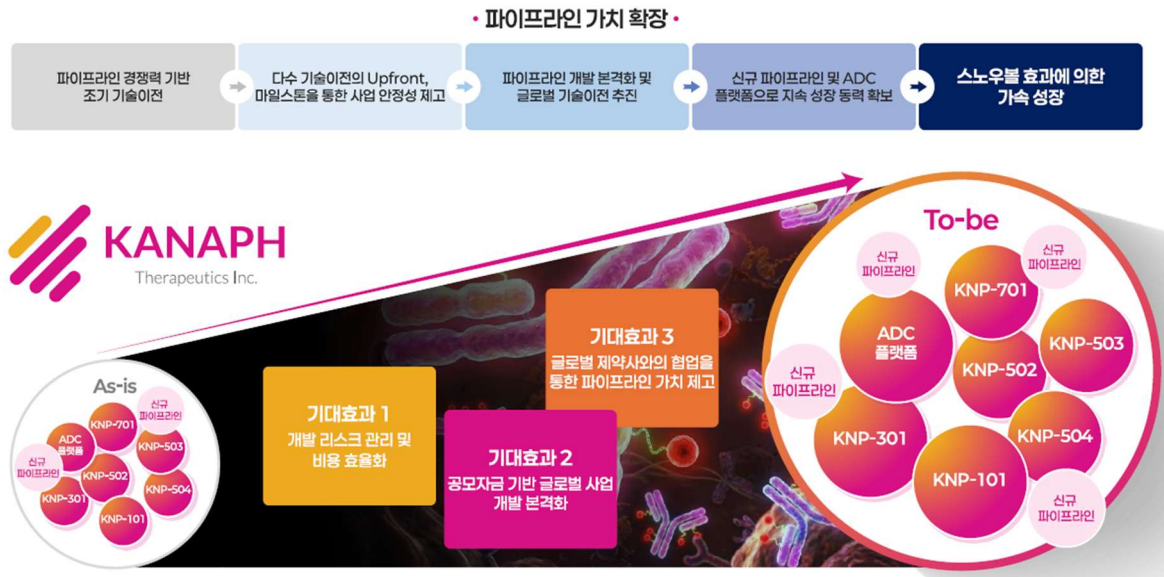 • 파이프라인 가치 확장 •
파이프라인 경쟁력 기반
조기 기술이전
다수 기술이전의 Upfront,
마일스톤을 통한 사업 안정성 제고
파이프라인 개발 본격화 및
글로벌 기술이전 추진
신규 파이프라인 및 ADC
플랫폼으로 지속 성장 동력 확보
스노우볼 효과에 의한
가속 성장
KANAPH
Therapeutics Inc.
As-is
신규
파이프라인
KNP-701
ADC
플랫폼
KNP-503
신규
파이프라인
KNP-502
KNP-301
KNP-504
KNP-101
기대효과 1
개발 리스크 관리 및
비용 효율화
기대효과 2
공모자금 기반 글로벌 사업
개발 본격화
기대효과 3
글로벌 제약사와의 협업을
통한 파이프라인 가치 제고
To-be
신규
파이프라인
신규
파이프라인
KNP-701
ADC
플랫폼
KNP-503
KNP-502
신규
파이프라인
KNP-301
KNP-504
KNP-101
신규
파이프라인